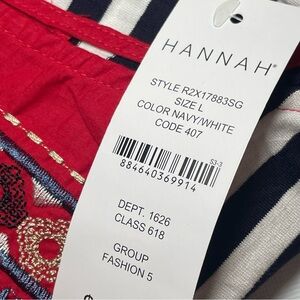 HANNAH®
STYLE R2X17883SG
SIZE L
COLOR NAVY/WHITE
CODE 407
S3-3
884640369914
DEPT. 1626
CLASS 618
GROUP
FASHION 5
$